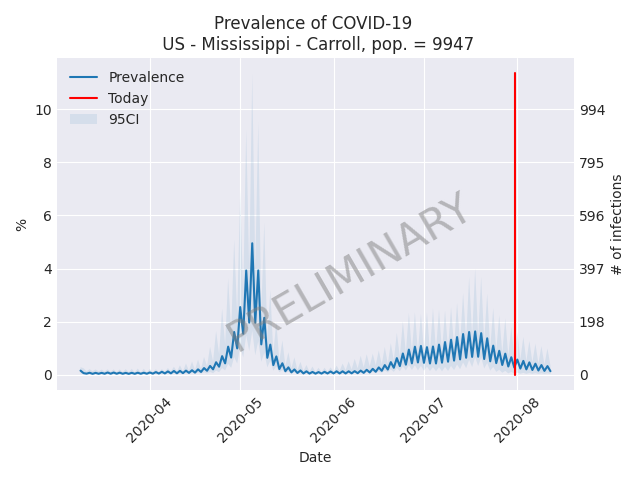 Prevalence of COVID-19
US - Mississippi - Carroll, pop. = 9947
Prevalence
Today
95CI
10
8
6
4
2
0
%
994
795
596
397
198
0
# of infections
PRELIMINARY
2020-04
2020-05
2020-06
2020-07
2020-08
Date